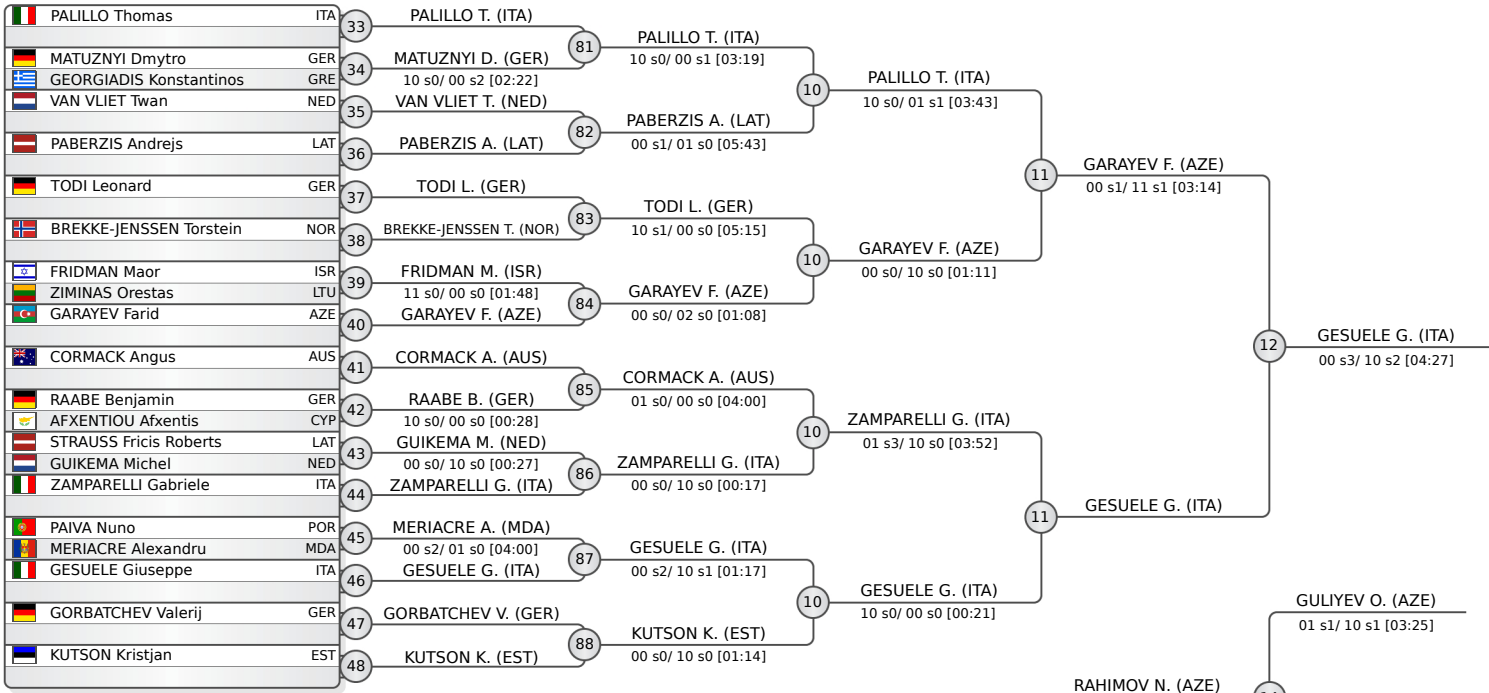 PALILLO Thomas ITA
MATUZNYI Dmytro GER
GEORGIADIS Konstantinos GRE
VAN VLIET Twan NED
PABERZIS Andrejs LAT
TODI Leonard GER
BREKKE-JENSSEN Torstein NOR
FRIDMAN Maor ISR
ZIMINAS Orestas LTU
GARAYEV Farid AZE
CORMACK Angus AUS
RAABE Benjamin GER
AFXENTIOU Afxentis CYP
STRAUSS Fricis Roberts LAT
GUIKEMA Michel NED
ZAMPARELLI Gabriele ITA
PAIVA Nuno POR
MERIACRE Alexandru MDA
GESUELE Giuseppe ITA
GORBATCHEV Valerij GER
KUTSON Kristjan EST
33
34
35
36
37
38
39
40
41
42
43
44
45
46
47
48
PALILLO T. (ITA)
MATUZNYI D. (GER)
10 s0/ 00 s2 [02:22]
VAN VLIET T. (NED)
PABERZIS A. (LAT)
TODI L. (GER)
BREKKE-JENSSEN T. (NOR)
FRIDMAN M. (ISR)
11 s0/ 00 s0 [01:48]
GARAYEV F. (AZE)
CORMACK A. (AUS)
RAABE B. (GER)
10 s0/ 00 s0 [00:28]
GUIKEMA M. (NED)
00 s0/ 10 s0 [00:27]
ZAMPARELLI G. (ITA)
MERIACRE A. (MDA)
00 s2/ 01 s0 [04:00]
GESUELE G. (ITA)
GORBATCHEV V. (GER)
KUTSON K. (EST)
81
82
83
84
85
86
87
88
PALILLO T. (ITA)
10 s0/ 00 s1 [03:19]
PABERZIS A. (LAT)
00 s1/ 01 s0 [05:43]
TODI L. (GER)
10 s1/ 00 s0 [05:15]
GARAYEV F. (AZE)
00 s0/ 02 s0 [01:08]
CORMACK A. (AUS)
01 s0/ 00 s0 [04:00]
ZAMPARELLI G. (ITA)
00 s0/ 10 s0 [00:17]
GESUELE G. (ITA)
00 s2/ 10 s1 [01:17]
KUTSON K. (EST)
00 s0/ 10 s0 [01:14]
10
10
10
10
PALILLO T. (ITA)
10 s0/ 01 s1 [03:43]
GARAYEV F. (AZE)
00 s0/ 10 s0 [01:11]
ZAMPARELLI G. (ITA)
01 s3/ 10 s0 [03:52]
GESUELE G. (ITA)
10 s0/ 00 s0 [00:21]
11
11
GARAYEV F. (AZE)
00 s1/ 11 s1 [03:14]
GESUELE G. (ITA)
12
GESUELE G. (ITA)
00 s3/ 10 s2 [04:27]
GULIYEV O. (AZE)
01 s1/ 10 s1 [03:25]
RAHIMOV N. (AZE)